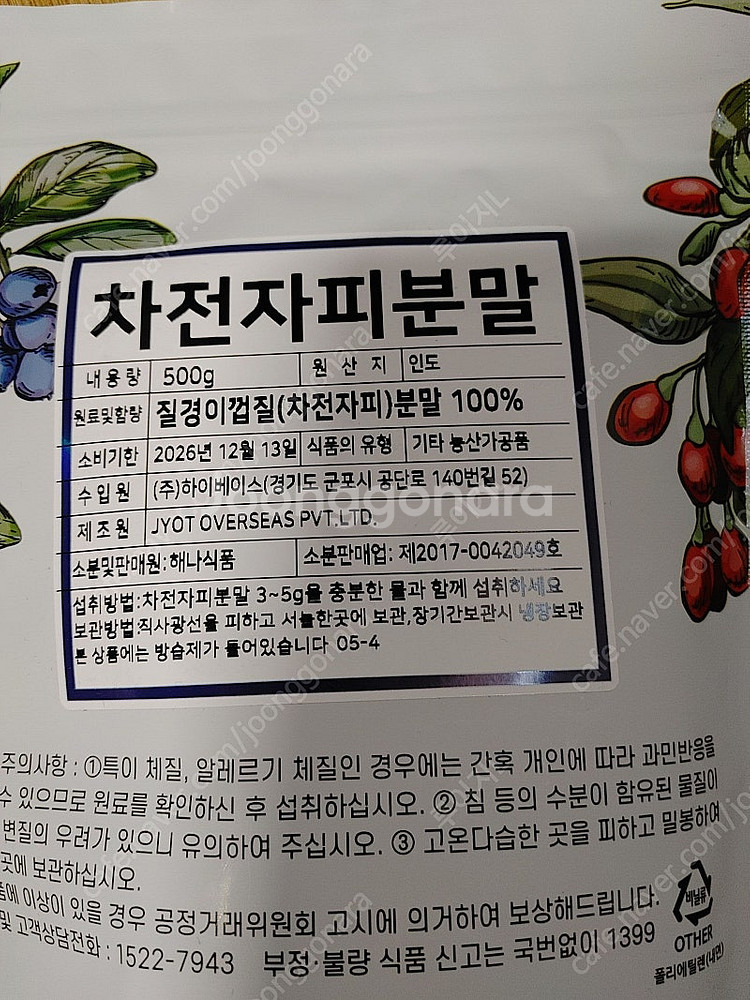 차전자피분말
내용량 500g 원산지 인도
원료및함량 질경이껍질(차전자피)분말 100%
소비기한 2026년 12월 13일 식품의 유형 기타 농산가공품
수입원 (주)하이베이스(경기도 군포시 공단로 140번길 52)
제조원 JYOT OVERSEAS PVT.LTD.
소분및판매원:해나식품 소분판매업: 제2017-0042049호
섭취방법:차전자피분말 3~5g을 충분한 물과 함께 섭취하세요
보관방법:직사광선을 피하고 서늘한곳에 보관,장기간보관시 냉장보관
본 상품에는 방습제가 들어있습니다 05-4
주의사항 : ①특이 체질, 알레르기 체질인 경우에는 간혹 개인에 따라 과민반응을
수 있으므로 원료를 확인하신 후 섭취하십시오. ② 침 등의 수분이 함유된 물질이
변질의 우려가 있으니 유의하여 주십시오. ③ 고온다습한 곳을 피하고 밀봉하여
곳에 보관하십시오.
품에 이상이 있을 경우 공정거래위원회 고시에 의거하여 보상해드립니다.
및 고객상담전화 : 1522-7943 부정·불량 식품 신고는 국번없이 1399
비닐류
OTHER
폴리에틸렌(내면)
joonggonara
cafe.naver.com/joonggonara